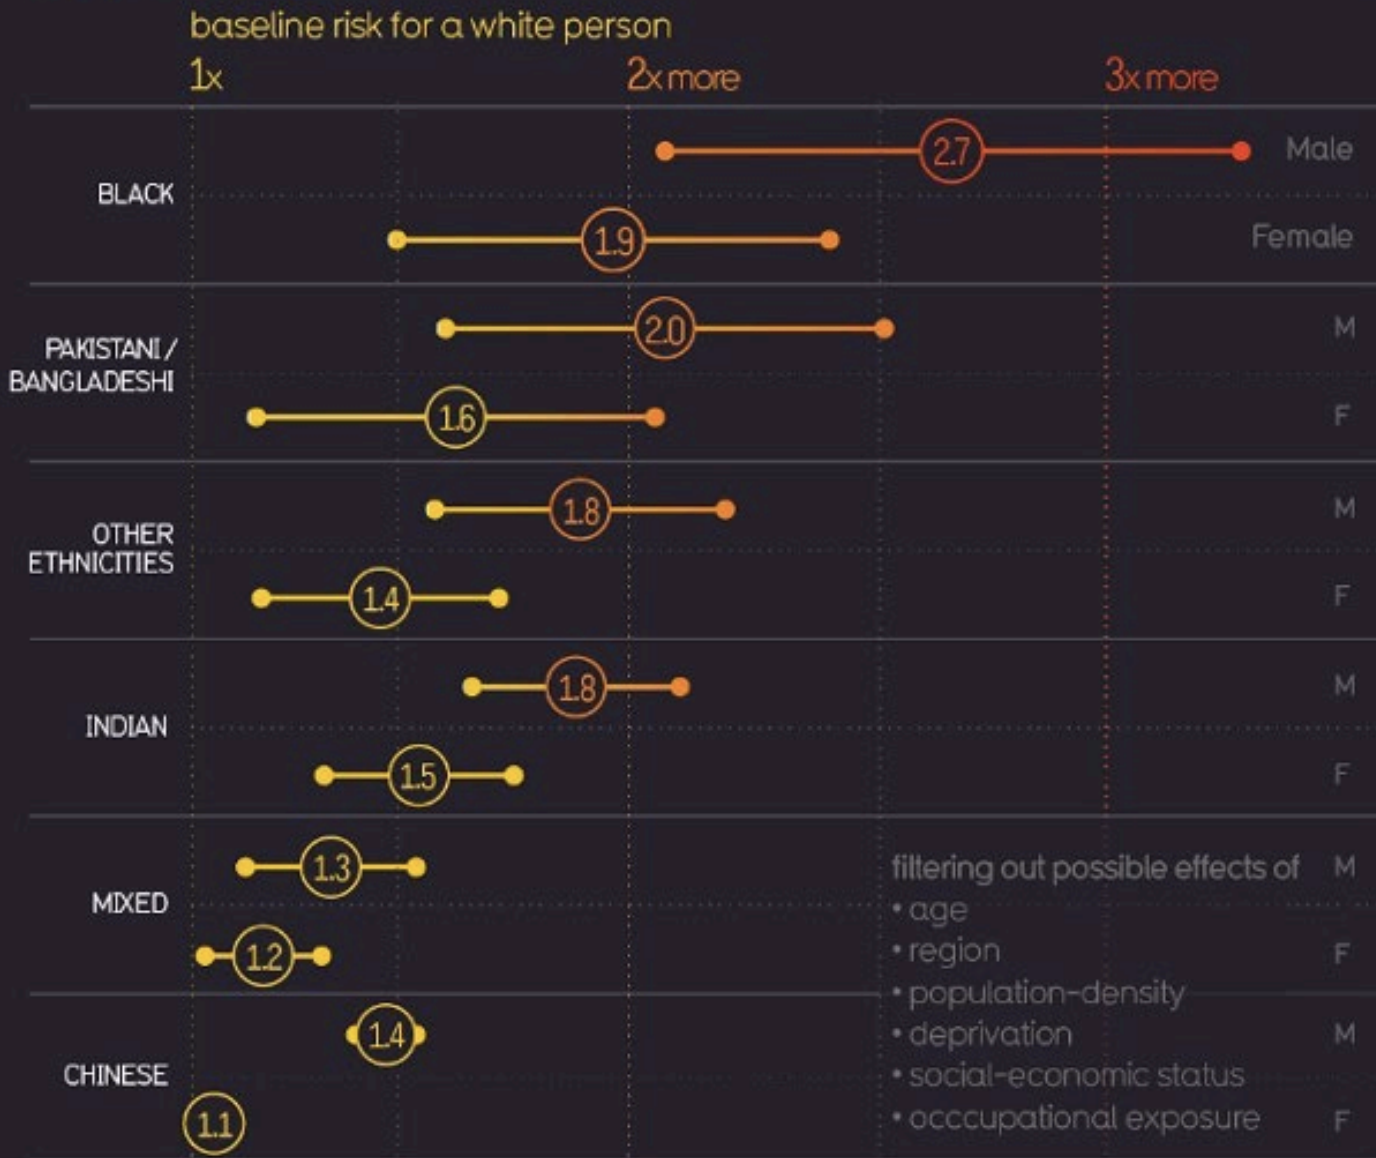 baseline risk for a white person
1x 2x more 3x more
BLACK
2.7 Male
1.9 Female
PAKISTANI /
BANGLADESHI
2.0 M
1.6 F
OTHER
ETHNICITIES
1.8 M
1.4 F
INDIAN
1.8 M
1.5 F
MIXED
1.3 M
1.2 F
CHINESE
1.4 M
1.1 F
filtering out possible effects of
• age
• region
• population-density
• deprivation
• social-economic status
• occcupational exposure